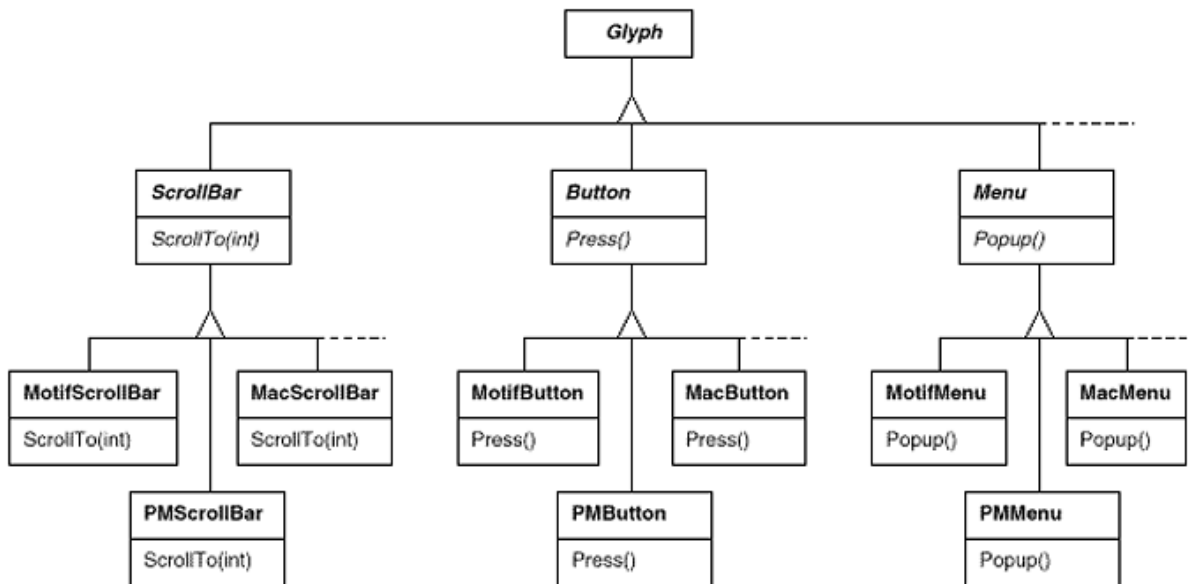 Glyph
ScrollBar
ScrollTo(int)
Button
Press()
Menu
Popup()
MotifScrollBar
ScrollTo(int)
MacScrollBar
ScrollTo(int)
PMScrollBar
ScrollTo(int)
MotifButton
Press()
MacButton
Press()
PMButton
Press()
MotifMenu
Popup()
MacMenu
Popup()
PMMenu
Popup()